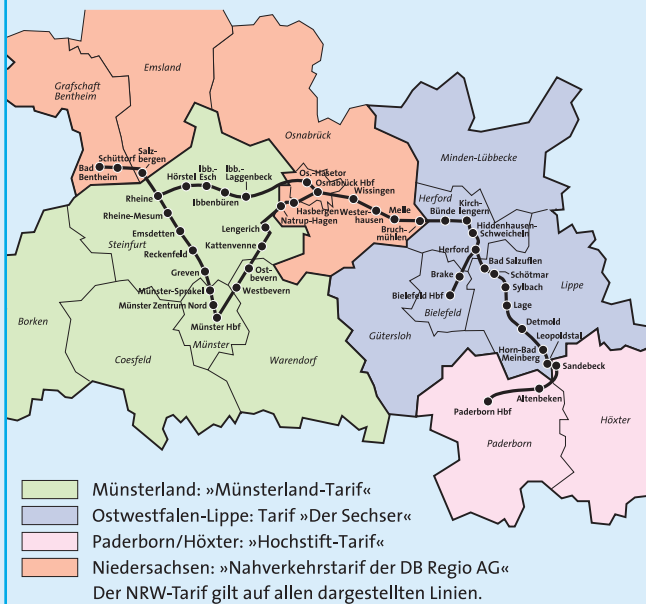 Emsland
Grafschaft
Bentheim
Osnabrück
Minden-Lübbecke
Herford
Steinfurt
Borken
Coesfeld
Münster
Warendorf
Gütersloh
Bielefeld
Lippe
Paderborn
Höxter
Bad
Bentheim
Schüttorf
Salz-
bergen
Rheine
Hörstel
Ibb.-
Esch
Ibbenbüren
Ibb.-
Laggenbeck
Os.-Hasetor
Osnabrück Hbf
Wissingen
Wester-
hausen
Melle
Bruch-
mühlen
Bünde
Kirch-
lengern
Hiddenhausen-
Schweicheln
Herford
Brake
Bielefeld Hbf
Bad Salzuflen
Schötmar
Sylbach
Lage
Detmold
Leopoldstal
Horn-Bad
Meinberg
Sandebeck
Altenbeken
Paderborn Hbf
Rheine-Mesum
Emsdetten
Reckenfeld
Greven
Münster-Sprakel
Münster Zentrum Nord
Münster Hbf
Westbevern
Ost-
bevern
Kattenvenne
Lengerich
Natrup-Hagen
Hasbergen
Münsterland: »Münsterland-Tarif«
Ostwestfalen-Lippe: Tarif »Der Sechser«
Paderborn/Höxter: »Hochstift-Tarif«
Niedersachsen: »Nahverkehrstarif der DB Regio AG«
Der NRW-Tarif gilt auf allen dargestellten Linien.